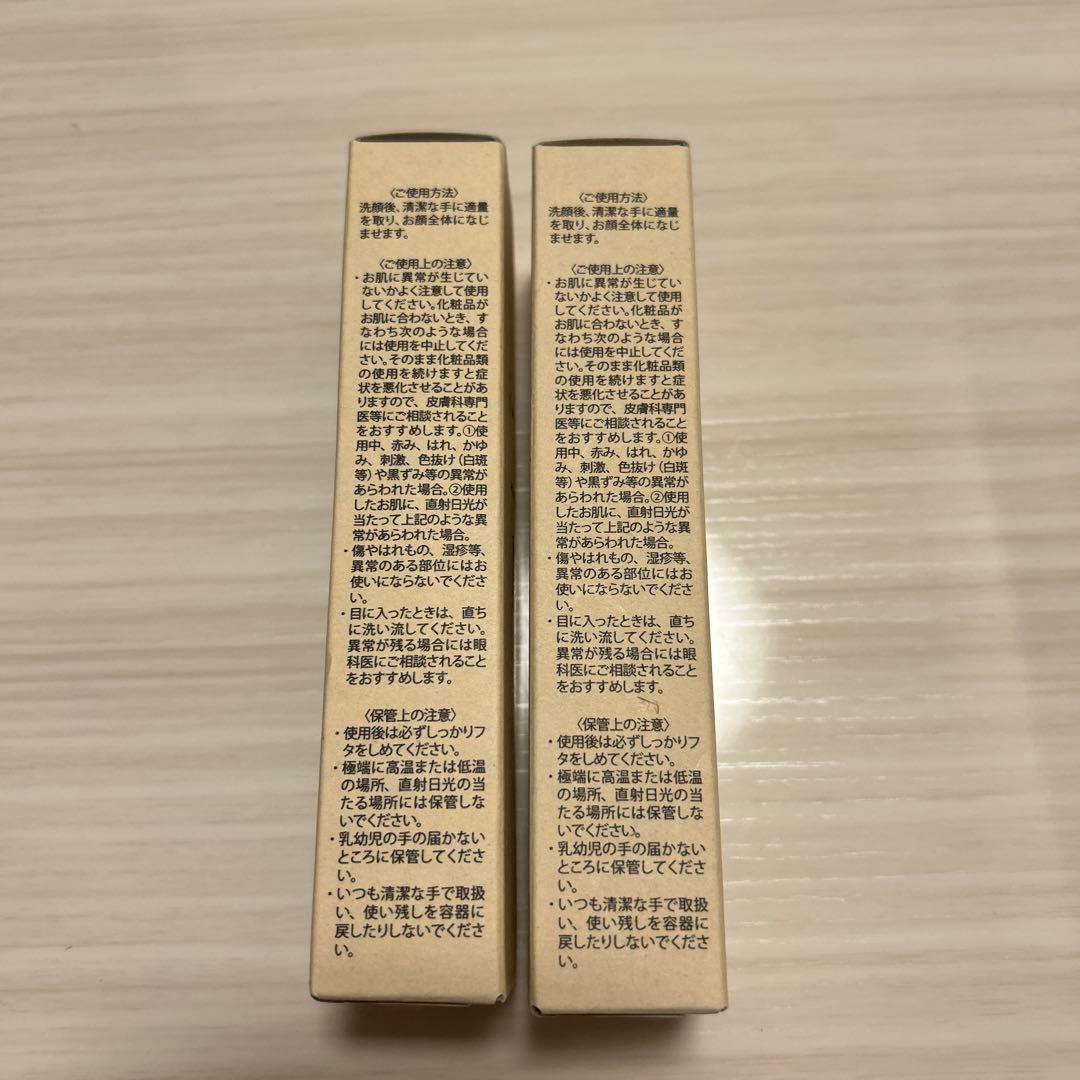 〈ご使用方法〉
洗顔後、清潔な手に適量
を取り、お顔全体になじ
ませます。
〈ご使用上の注意〉
・お肌に異常が生じてい
ないかよく注意して使用
してください。化粧品が
お肌に合わないとき、す
なわち次のような場合
には使用を中止してくだ
さい。そのまま化粧品類
の使用を続けますと症
状を悪化させることがあ
りますので、皮膚科専門
医等にご相談されること
をおすすめします。①使
用中、赤み、はれ、かゆ
み、刺激、色抜け（白斑
等）や黒ずみ等の異常が
あらわれた場合。②使用
したお肌に、直射日光が
当たって上記のような異
常があらわれた場合。
・傷やはれもの、湿疹等、
異常のある部位にはお
使いにならないでくださ
い。
・目に入ったときは、直ち
に洗い流してください。
異常が残る場合には眼
科医にご相談されること
をおすすめします。
〈保管上の注意〉
・使用後は必ずしっかりフ
タをしめてください。
・極端に高温または低温
の場所、直射日光の当
たる場所には保管しな
いでください。
・乳幼児の手の届かない
ところに保管してくださ
い。
・いつも清潔な手で取扱
い、使い残しを容器に
戻したりしないでくださ
い。
〈ご使用方法〉
洗顔後、清潔な手に適量
を取り、お顔全体になじ
ませます。
〈ご使用上の注意〉
・お肌に異常が生じてい
ないかよく注意して使用
してください。化粧品が
お肌に合わないとき、す
なわち次のような場合
には使用を中止してくだ
さい。そのまま化粧品類
の使用を続けますと症
状を悪化させることがあ
りますので、皮膚科専門
医等にご相談されること
をおすすめします。①使
用中、赤み、はれ、かゆ
み、刺激、色抜け（白斑
等）や黒ずみ等の異常が
あらわれた場合。②使用
したお肌に、直射日光が
当たって上記のような異
常があらわれた場合。
・傷やはれもの、湿疹等、
異常のある部位にはお
使いにならないでくださ
い。
・目に入ったときは、直ち
に洗い流してください。
異常が残る場合には眼
科医にご相談されること
をおすすめします。
〈保管上の注意〉
・使用後は必ずしっかりフ
タをしめてください。
・極端に高温または低温
の場所、直射日光の当
たる場所には保管しな
いでください。
・乳幼児の手の届かない
ところに保管してくださ
い。
・いつも清潔な手で取扱
い、使い残しを容器に
戻したりしないでくださ
い。